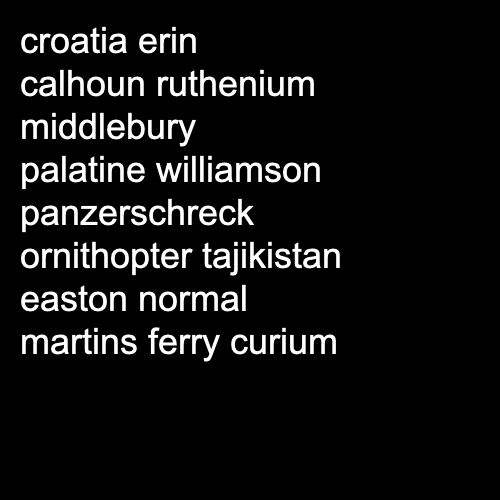 croatia erin
calhoun ruthenium
middlebury
palatine williamson
panzerschreck
ornithopter tajikistan
easton normal
martins ferry curium